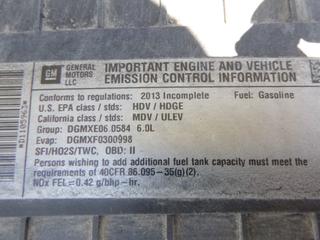 GM
GENERAL MOTORS LLC
IMPORTANT ENGINE AND VEHICLE
EMISSION CONTROL INFORMATION
Conforms to regulations: 2013 Incomplete Fuel: Gasoline
U.S. EPA class / stds: HDV / HDGE
California class / stds: MDV / ULEV
Group: DGMXE06.0584 6.0L
Evap: DGMXF0300998
SFI/HO2S/TWC, OBD: II
Persons wishing to add additional fuel tank capacity must meet the
requirements of 40CFR.86.095-35(g)(2).
NOx FEL=0.42 g/bhp-hr.